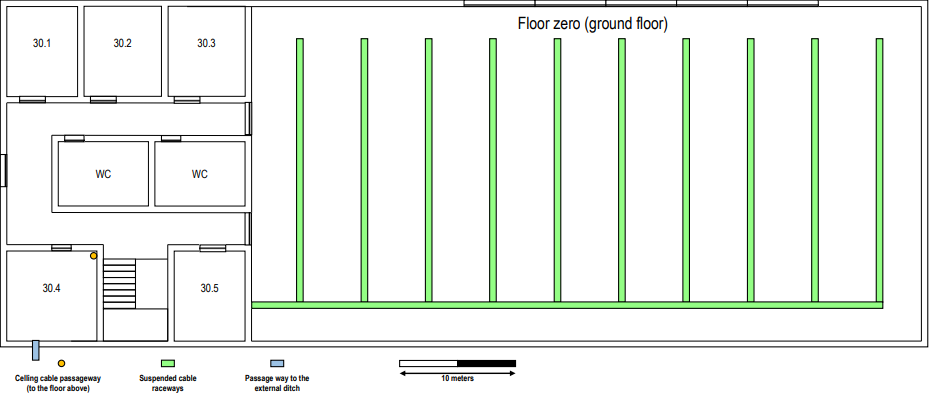 Floor zero (ground floor)
30.1
30.2
30.3
WC
WC
30.4
30.5
Celling cable passageway
(to the floor above)
Suspended cable
raceways
Passage way to the
external ditch
10 meters